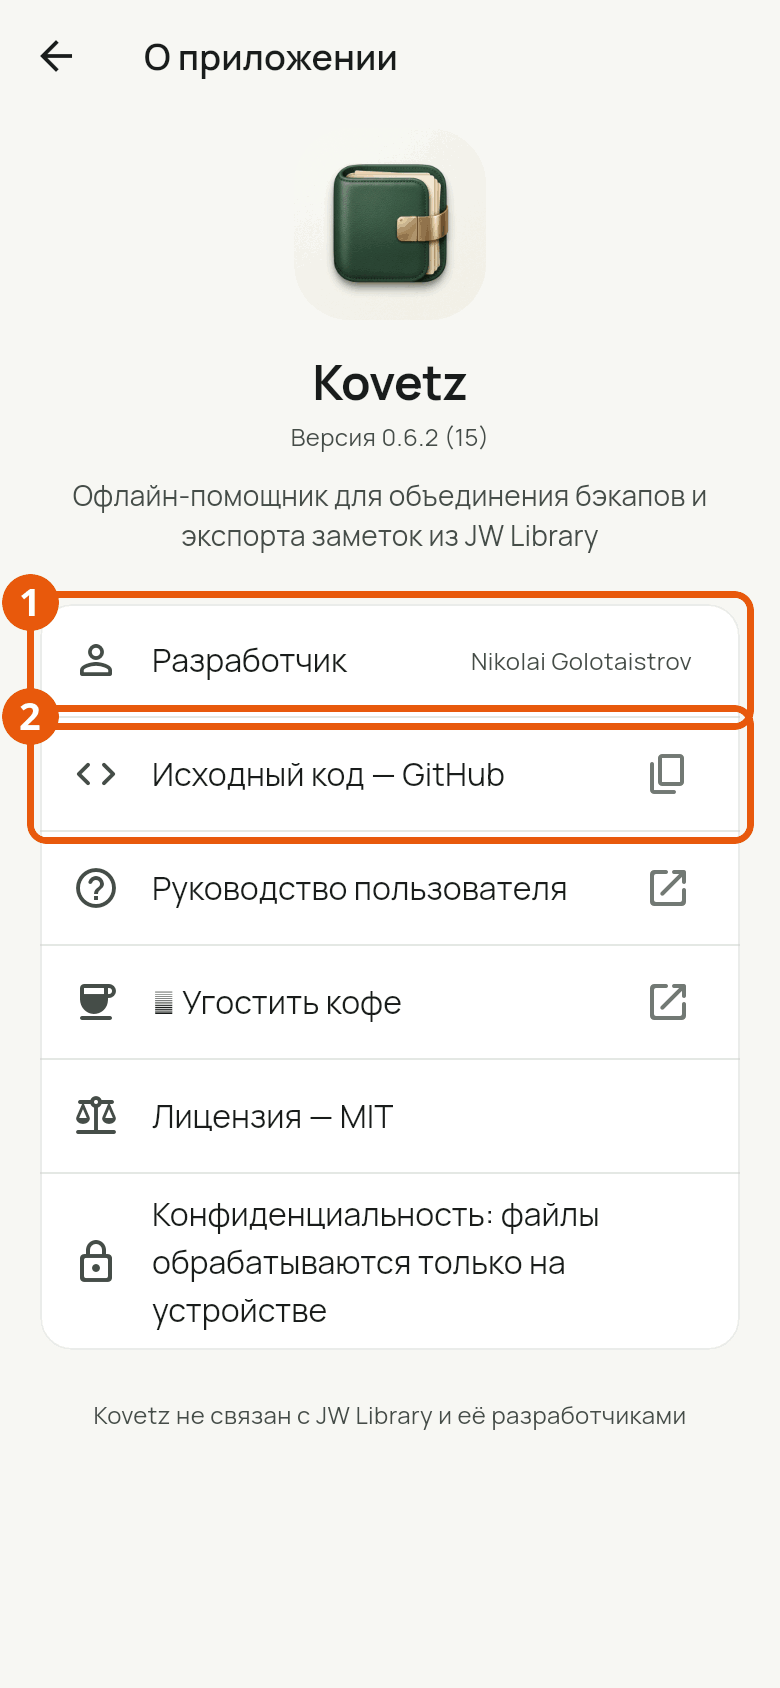 О приложении
Kovetz
Версия 0.6.2 (15)
Офлайн-помощник для объединения бэкапов и
экспорта заметок из JW Library
1
Разработчик
Nikolai Golotaistrov
2
Исходный код — GitHub
Руководство пользователя
Угостить кофе
Лицензия — MIT
Конфиденциальность: файлы
обрабатываются только на
устройстве
Kovetz не связан с JW Library и её разработчиками